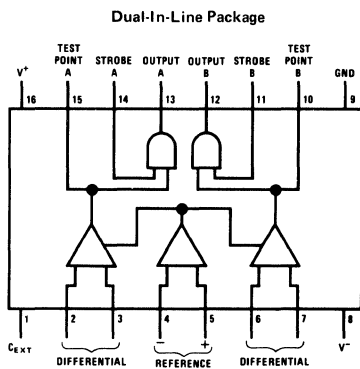 Dual-In-Line Package
TEST POINT A
STROBE A
OUTPUT A
OUTPUT B
STROBE B
TEST POINT B
V+
GND
16 15 14 13 12 11 10 9
1 2 3 4 5 6 7 8
CEXT
− +
V−
DIFFERENTIAL REFERENCE DIFFERENTIAL